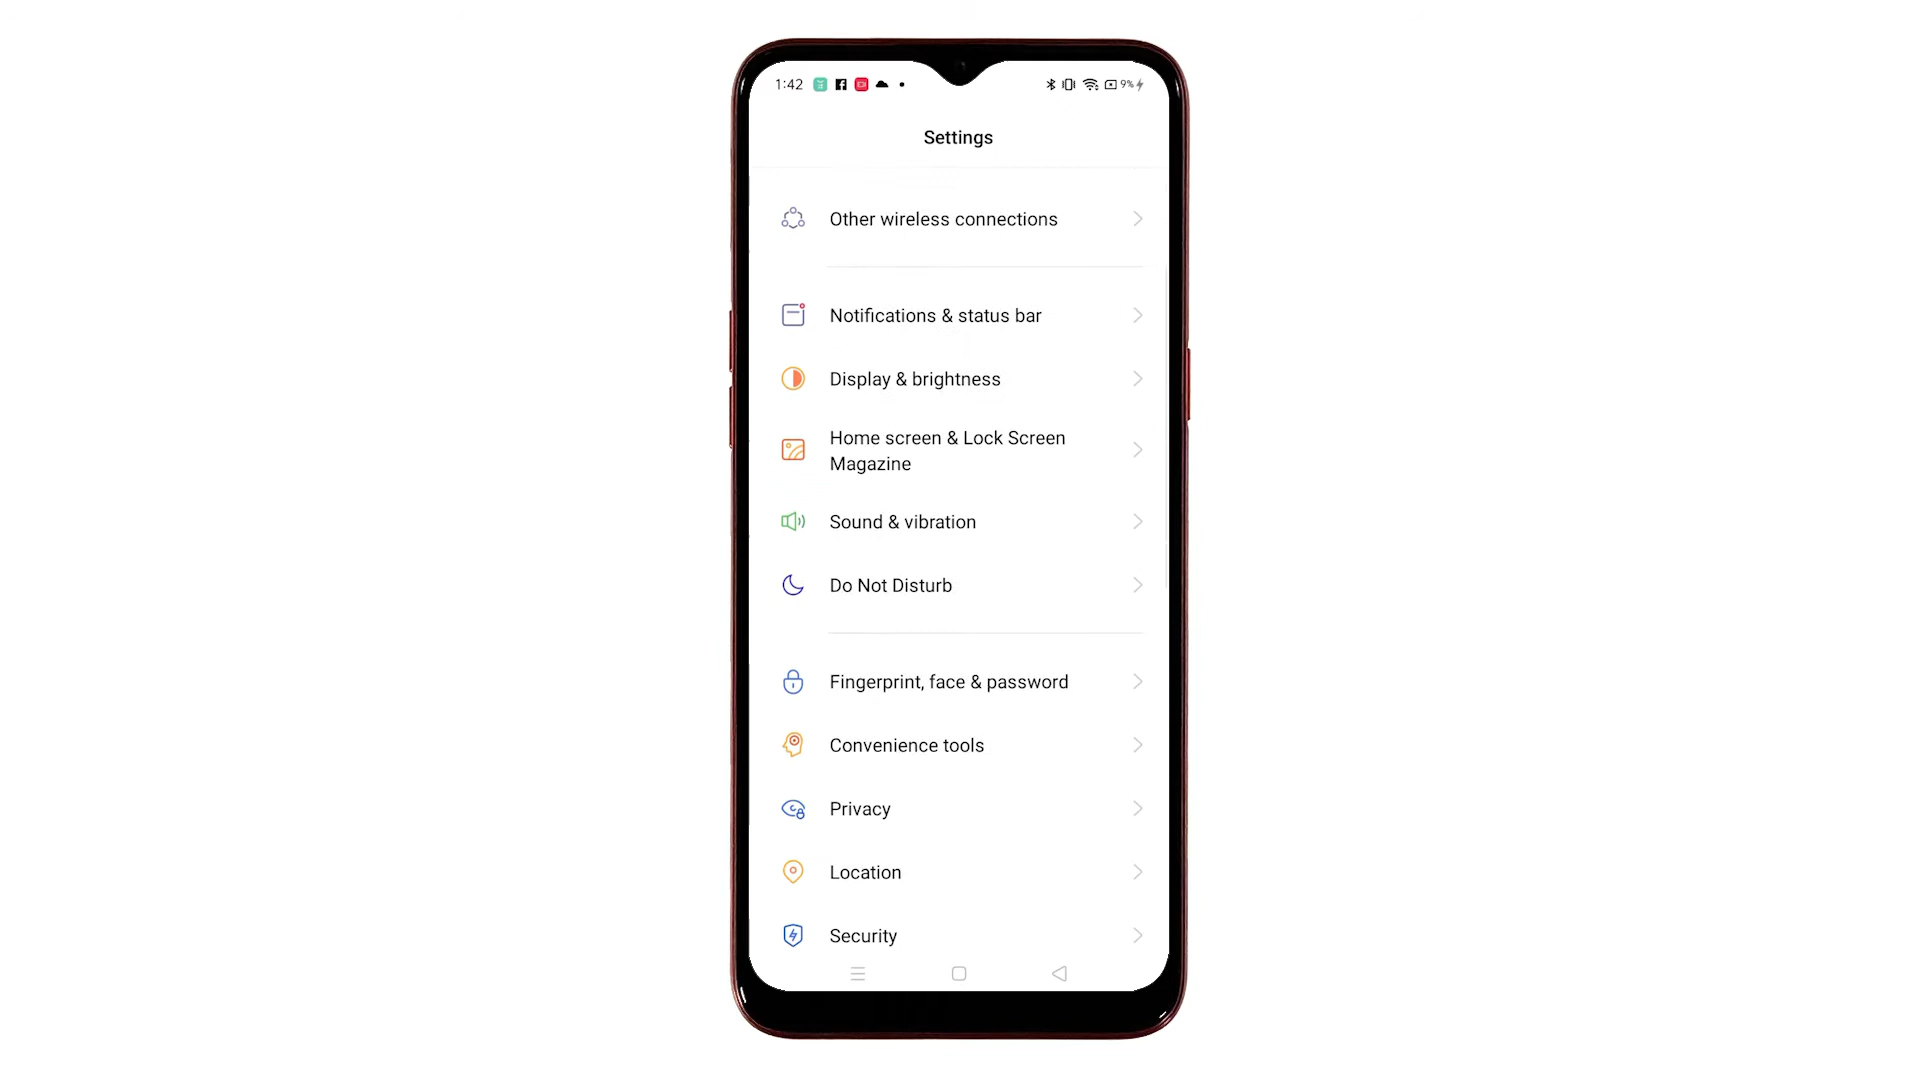 1:42
9%
Settings
Other wireless connections
Notifications & status bar
Display & brightness
Home screen & Lock Screen
Magazine
Sound & vibration
Do Not Disturb
Fingerprint, face & password
Convenience tools
Privacy
Location
Security